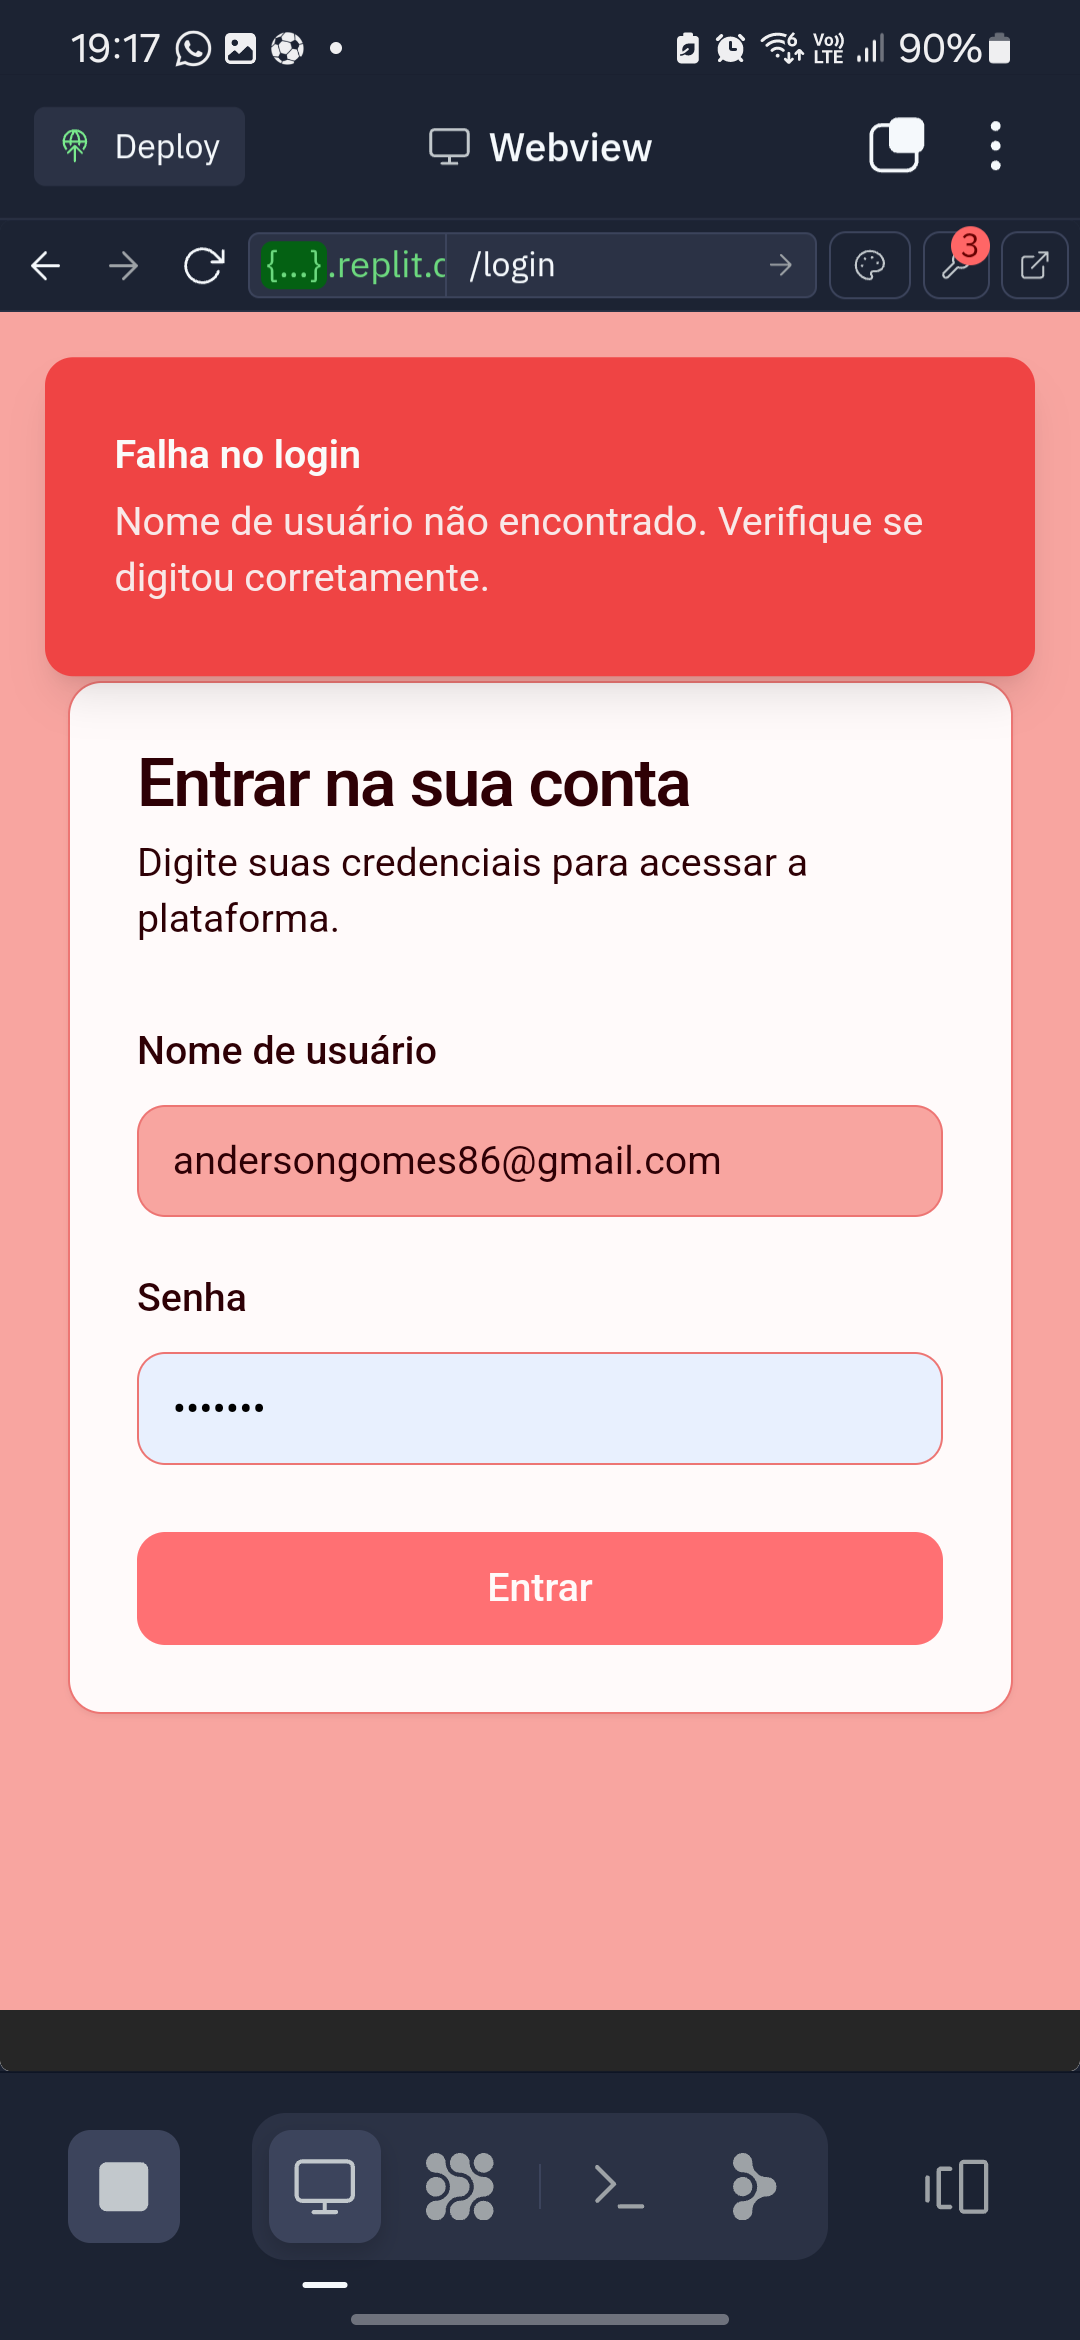 19:17
Vo))
LTE
6
90%
Deploy
Webview
{...}.replit.c
/login
3
Falha no login
Nome de usuário não encontrado. Verifique se
digitou corretamente.
Entrar na sua conta
Digite suas credenciais para acessar a
plataforma.
Nome de usuário
andersongomes86@gmail.com
Senha
•••••••
Entrar